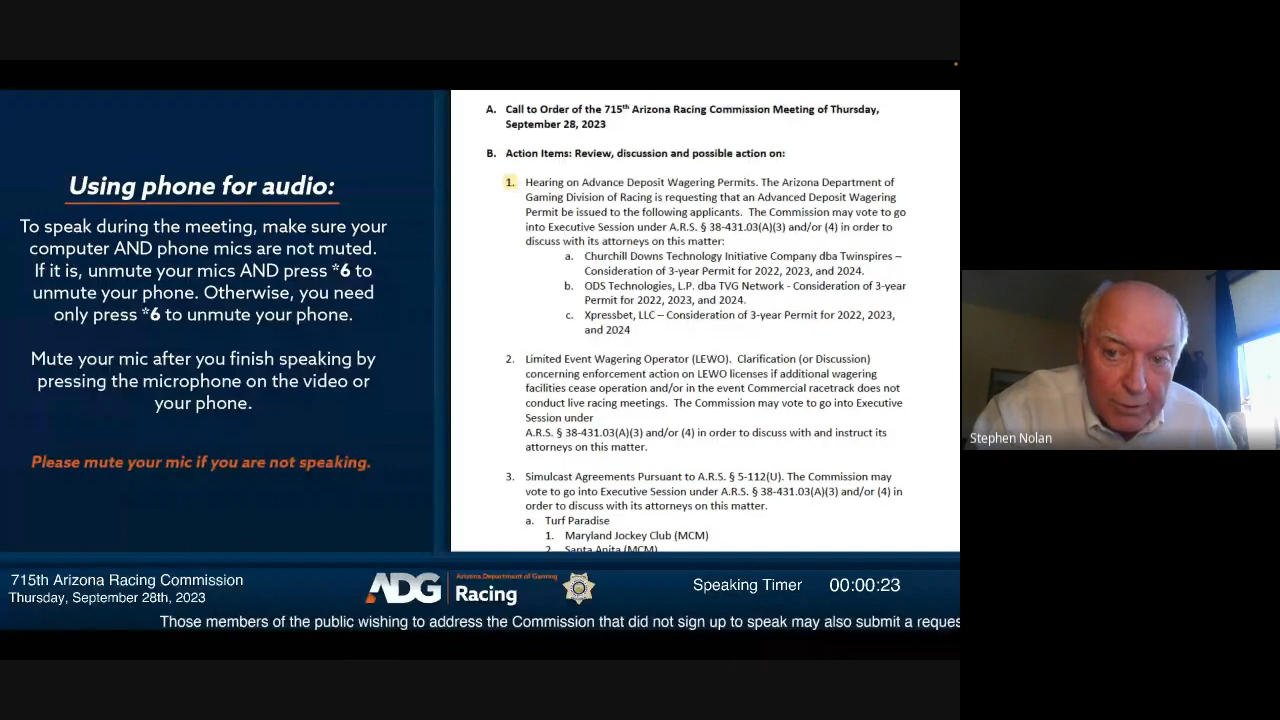 Using phone for audio:
To speak during the meeting, make sure your
computer AND phone mics are not muted.
If it is, unmute your mics AND press *6 to
unmute your phone. Otherwise, you need
only press *6 to unmute your phone.
Mute your mic after you finish speaking by
pressing the microphone on the video or
your phone.
Please mute your mic if you are not speaking.
A. Call to Order of the 715th Arizona Racing Commission Meeting of Thursday,
September 28, 2023
B. Action Items: Review, discussion and possible action on:
1. Hearing on Advance Deposit Wagering Permits. The Arizona Department of
Gaming Division of Racing is requesting that an Advanced Deposit Wagering
Permit be issued to the following applicants. The Commission may vote to go
into Executive Session under A.R.S. § 38-431.03(A)(3) and/or (4) in order to
discuss with its attorneys on this matter:
a. Churchill Downs Technology Initiative Company dba Twinspires –
Consideration of 3-year Permit for 2022, 2023, and 2024.
b. ODS Technologies, L.P. dba TVG Network - Consideration of 3-year
Permit for 2022, 2023, and 2024.
c. Xpressbet, LLC – Consideration of 3-year Permit for 2022, 2023,
and 2024
2. Limited Event Wagering Operator (LEWO). Clarification (or Discussion)
concerning enforcement action on LEWO licenses if additional wagering
facilities cease operation and/or in the event Commercial racetrack does not
conduct live racing meetings. The Commission may vote to go into Executive
Session under
A.R.S. § 38-431.03(A)(3) and/or (4) in order to discuss with and instruct its
attorneys on this matter.
3. Simulcast Agreements Pursuant to A.R.S. § 5-112(U). The Commission may
vote to go into Executive Session under A.R.S. § 38-431.03(A)(3) and/or (4) in
order to discuss with its attorneys on this matter.
a. Turf Paradise
1. Maryland Jockey Club (MCM)
2. Santa Anita (MCM)
Stephen Nolan
715th Arizona Racing Commission
Thursday, September 28th, 2023
ADG
Arizona Department of Gaming
Racing
Speaking Timer 00:00:23
Those members of the public wishing to address the Commission that did not sign up to speak may also submit a reques